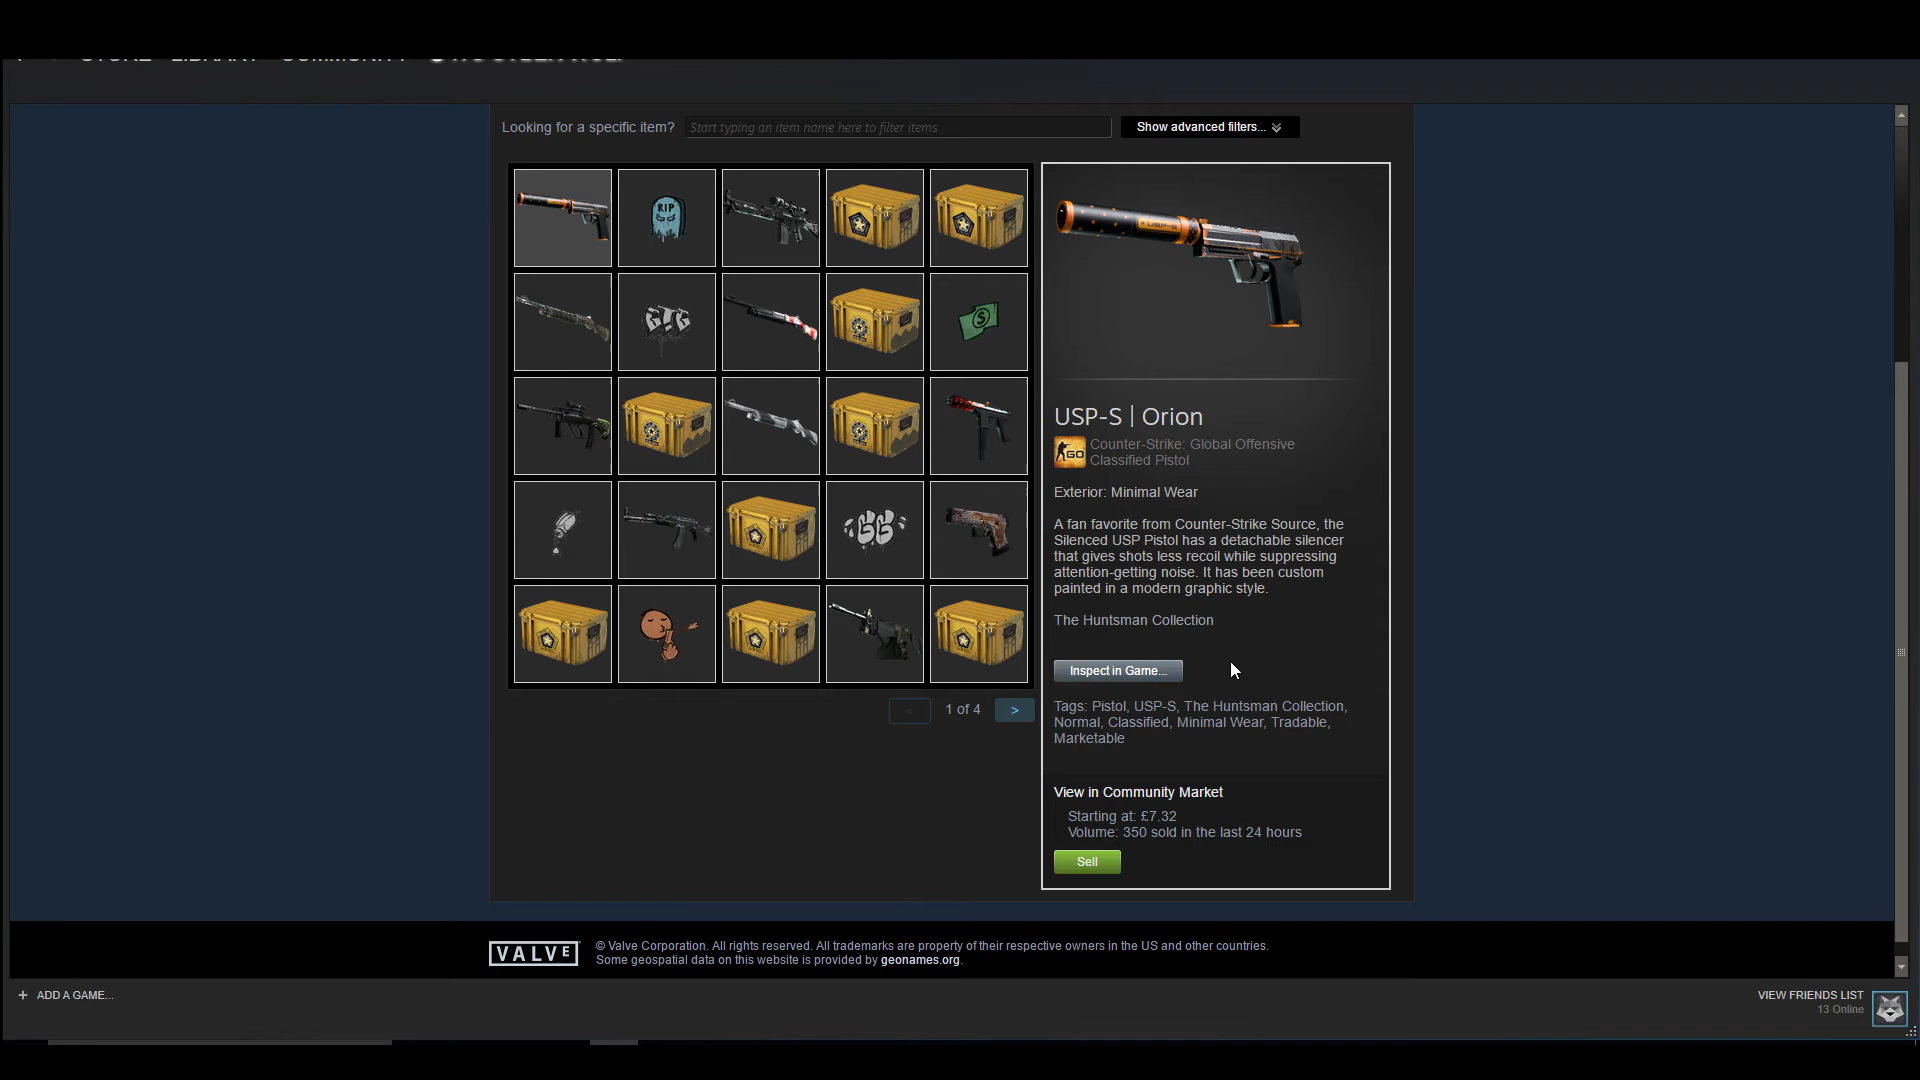 Looking for a specific item?
Start typing an item name here to filter items
Show advanced filters...
RIP
USP-S
USP-S | Orion
GO
Counter-Strike: Global Offensive
Classified Pistol
Exterior: Minimal Wear
A fan favorite from Counter-Strike Source, the
Silenced USP Pistol has a detachable silencer
that gives shots less recoil while suppressing
attention-getting noise. It has been custom
painted in a modern graphic style.
The Huntsman Collection
Inspect in Game...
Tags: Pistol, USP-S, The Huntsman Collection,
Normal, Classified, Minimal Wear, Tradable,
Marketable
< 1 of 4 >
View in Community Market
Starting at: £7.32
Volume: 350 sold in the last 24 hours
Sell
VALVE
© Valve Corporation. All rights reserved. All trademarks are property of their respective owners in the US and other countries.
Some geospatial data on this website is provided by geonames.org.
+ ADD A GAME...
VIEW FRIENDS LIST
13 Online